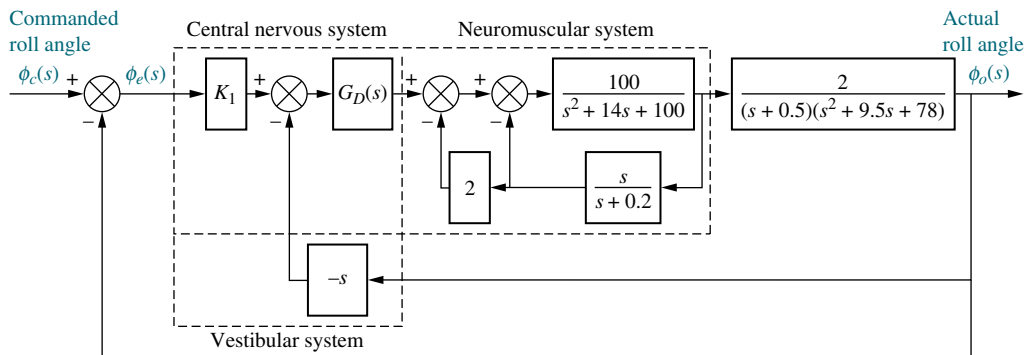 Commanded roll angle
ϕc(s)
+
−
ϕe(s)
Central nervous system
K1
+
−
GD(s)
Neuromuscular system
+
−
+
−
100
s² + 14s + 100
2
s
s + 0.2
2
(s + 0.5)(s² + 9.5s + 78)
Actual roll angle
ϕo(s)
−s
Vestibular system